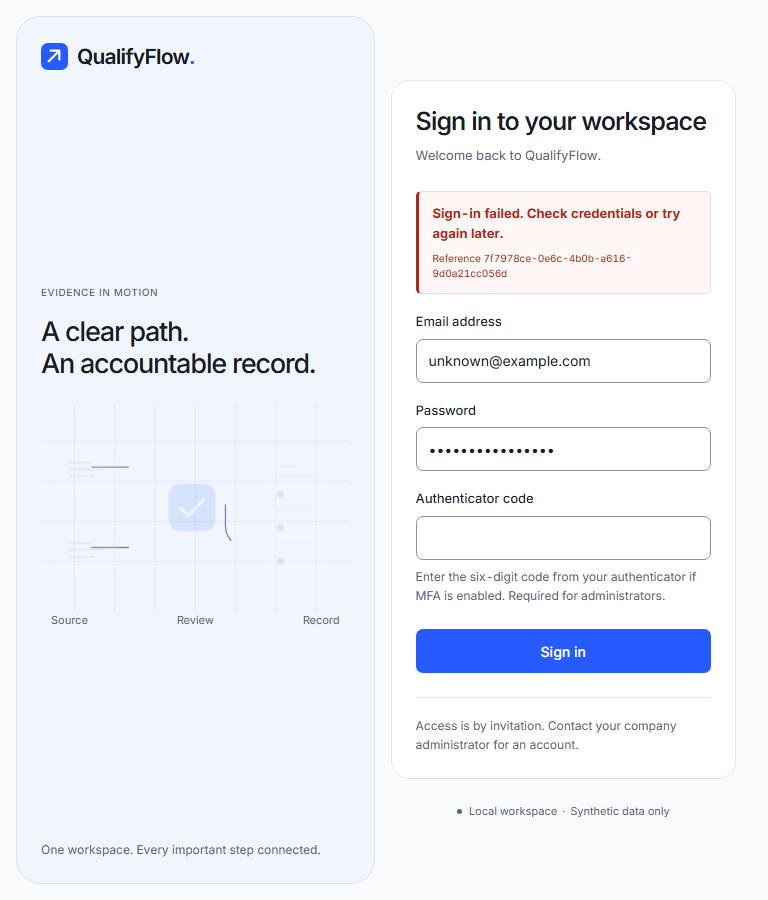 QualifyFlow.
EVIDENCE IN MOTION
A clear path.
An accountable record.
Source
Review
Record
One workspace. Every important step connected.
Sign in to your workspace
Welcome back to QualifyFlow.
Sign-in failed. Check credentials or try
again later.
Reference 7f7978ce-0e6c-4b0b-a616-
9d0a21cc056d
Email address
unknown@example.com
Password
••••••••••••••••
Authenticator code
Enter the six-digit code from your authenticator if
MFA is enabled. Required for administrators.
Sign in
Access is by invitation. Contact your company
administrator for an account.
Local workspace · Synthetic data only